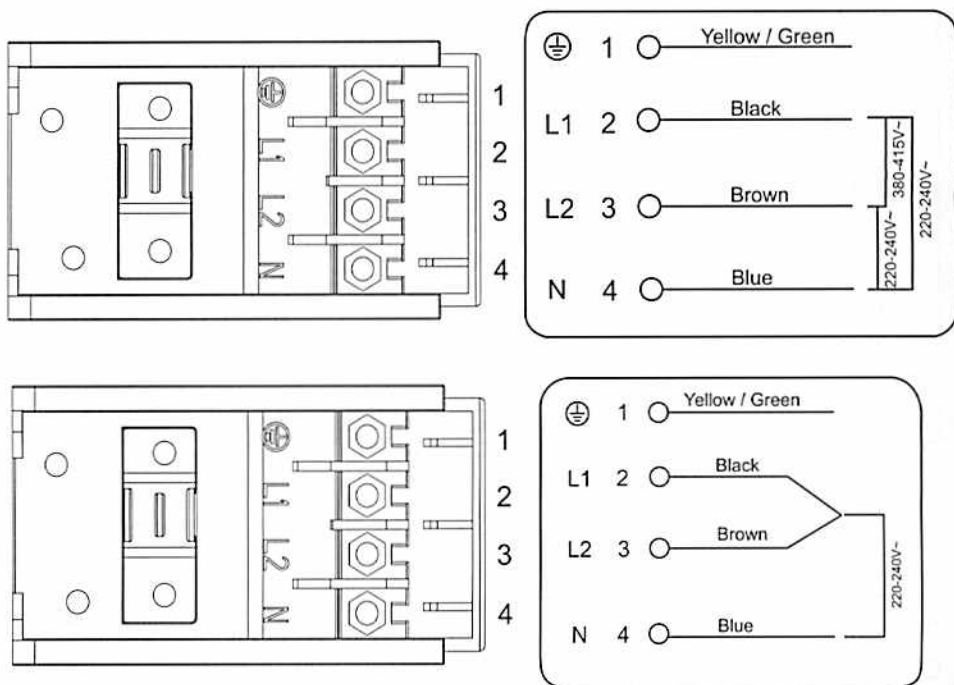 L1
L2
N
1
2
3
4
1 Yellow / Green
L1 2 Black
L2 3 Brown
N 4 Blue
380-415V~
220-240V~
220-240V~
L1
L2
N
1
2
3
4
1 Yellow / Green
L1 2 Black
L2 3 Brown
N 4 Blue
220-240V~